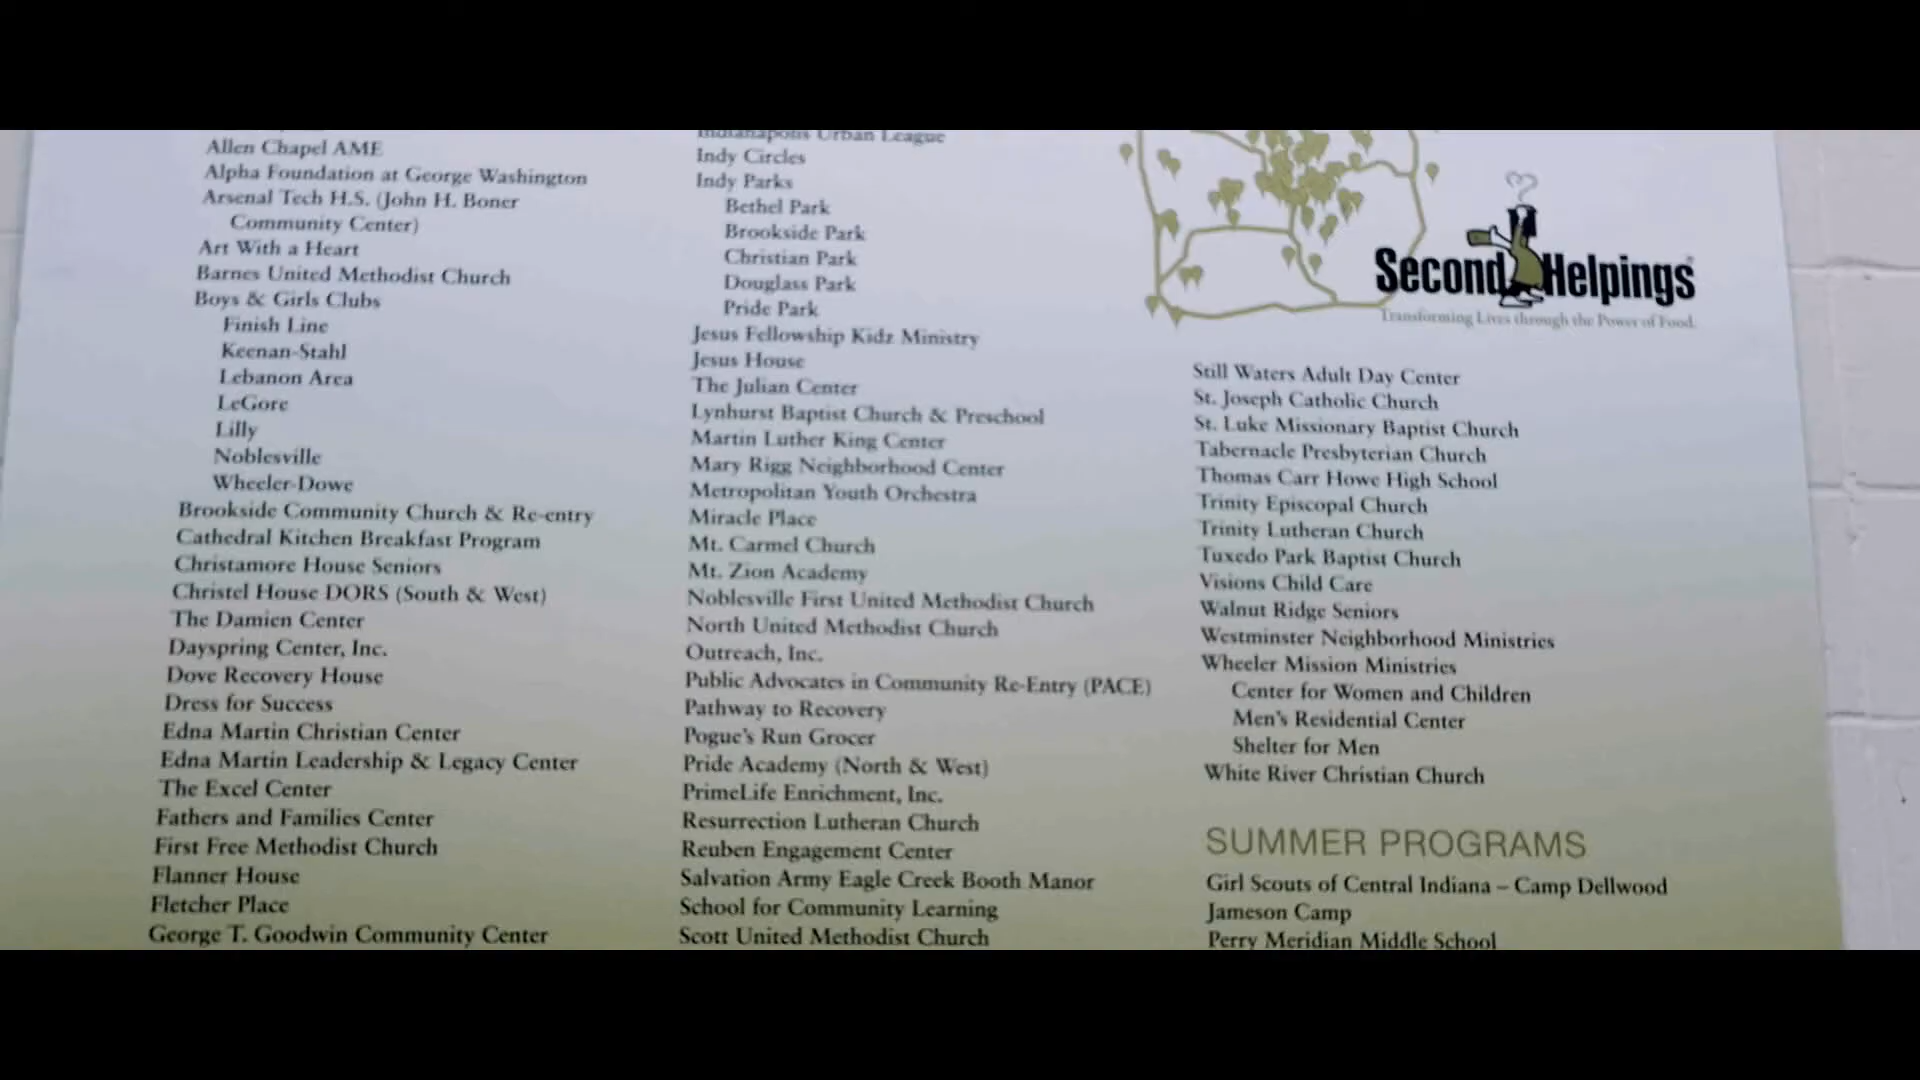 Allen Chapel AME
Alpha Foundation at George Washington
Arsenal Tech H.S. (John H. Boner
Community Center)
Art With a Heart
Barnes United Methodist Church
Boys & Girls Clubs
Finish Line
Keenan-Stahl
Lebanon Area
LeGore
Lilly
Noblesville
Wheeler-Dowe
Brookside Community Church & Re-entry
Cathedral Kitchen Breakfast Program
Christamore House Seniors
Christel House DORS (South & West)
The Damien Center
Dayspring Center, Inc.
Dove Recovery House
Dress for Success
Edna Martin Christian Center
Edna Martin Leadership & Legacy Center
The Excel Center
Fathers and Families Center
First Free Methodist Church
Flanner House
Fletcher Place
George T. Goodwin Community Center
Indianapolis Urban League
Indy Circles
Indy Parks
Bethel Park
Brookside Park
Christian Park
Douglass Park
Pride Park
Jesus Fellowship Kidz Ministry
Jesus House
The Julian Center
Lynhurst Baptist Church & Preschool
Martin Luther King Center
Mary Rigg Neighborhood Center
Metropolitan Youth Orchestra
Miracle Place
Mt. Carmel Church
Mt. Zion Academy
Noblesville First United Methodist Church
North United Methodist Church
Outreach, Inc.
Public Advocates in Community Re-Entry (PACE)
Pathway to Recovery
Pogue's Run Grocer
Pride Academy (North & West)
PrimeLife Enrichment, Inc.
Resurrection Lutheran Church
Reuben Engagement Center
Salvation Army Eagle Creek Booth Manor
School for Community Learning
Scott United Methodist Church
Second Helpings
Transforming Lives through the Power of Food.
Still Waters Adult Day Center
St. Joseph Catholic Church
St. Luke Missionary Baptist Church
Tabernacle Presbyterian Church
Thomas Carr Howe High School
Trinity Episcopal Church
Trinity Lutheran Church
Tuxedo Park Baptist Church
Visions Child Care
Walnut Ridge Seniors
Westminster Neighborhood Ministries
Wheeler Mission Ministries
Center for Women and Children
Men's Residential Center
Shelter for Men
White River Christian Church
SUMMER PROGRAMS
Girl Scouts of Central Indiana – Camp Dellwood
Jameson Camp
Perry Meridian Middle School